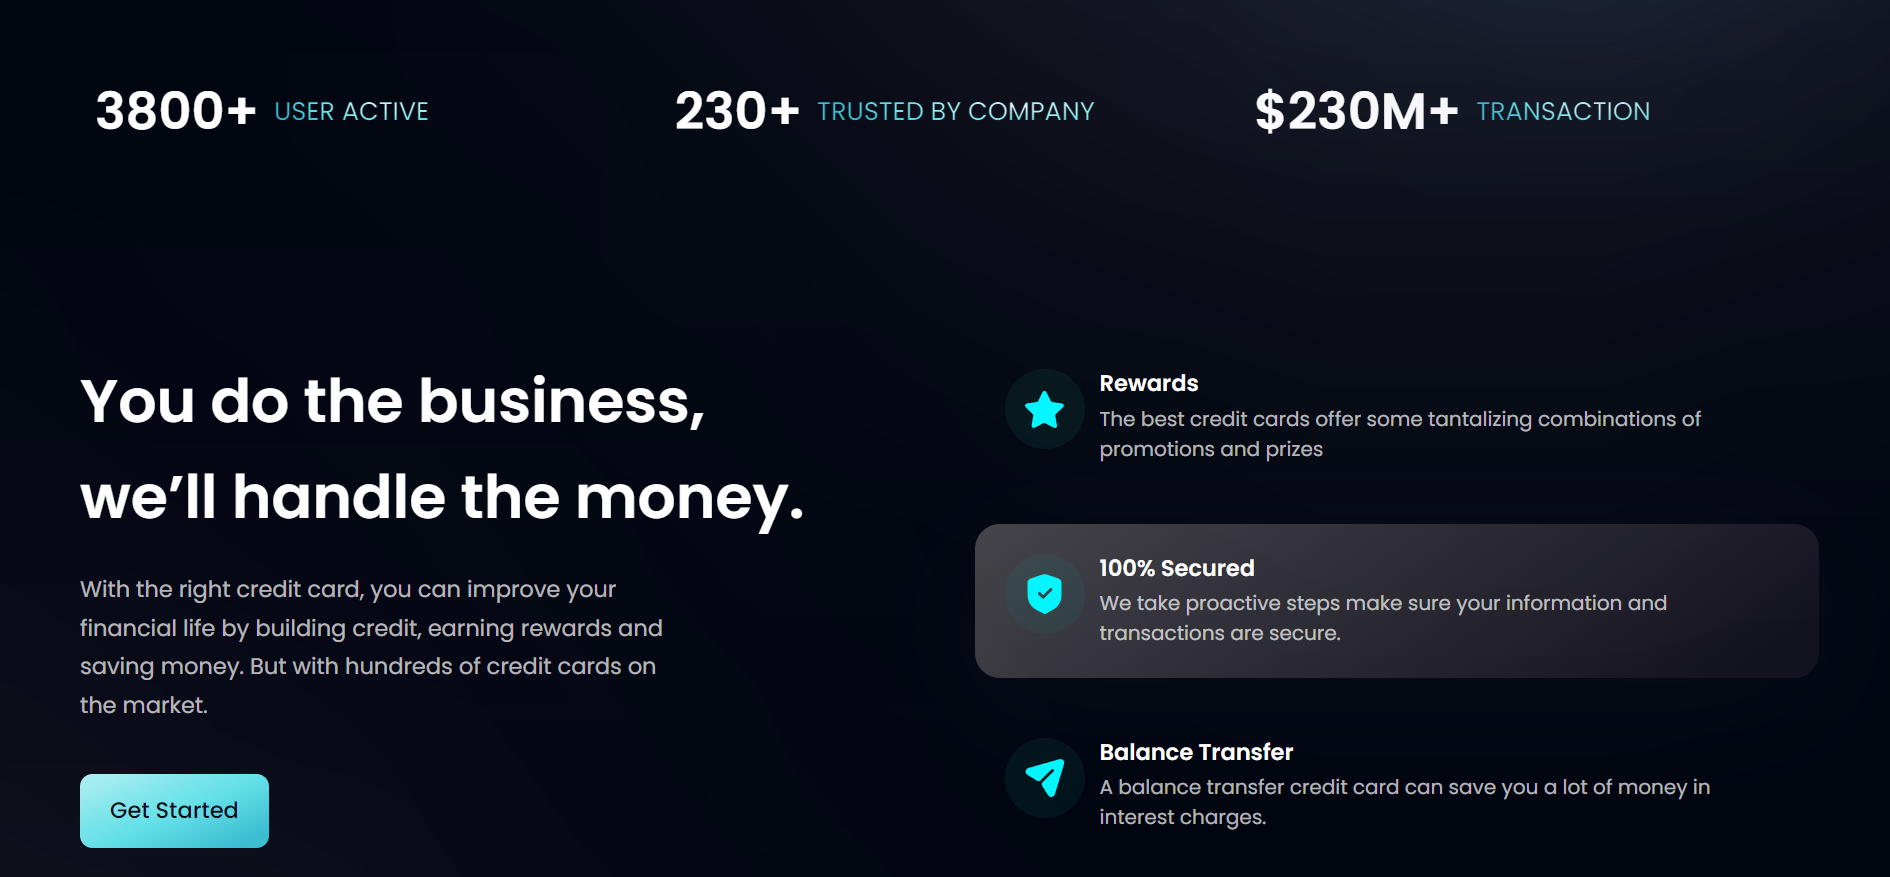 3800+ USER ACTIVE
230+ TRUSTED BY COMPANY
$230M+ TRANSACTION
You do the business,
we’ll handle the money.
With the right credit card, you can improve your
financial life by building credit, earning rewards and
saving money. But with hundreds of credit cards on
the market.
Get Started
Rewards
The best credit cards offer some tantalizing combinations of
promotions and prizes
100% Secured
We take proactive steps make sure your information and
transactions are secure.
Balance Transfer
A balance transfer credit card can save you a lot of money in
interest charges.